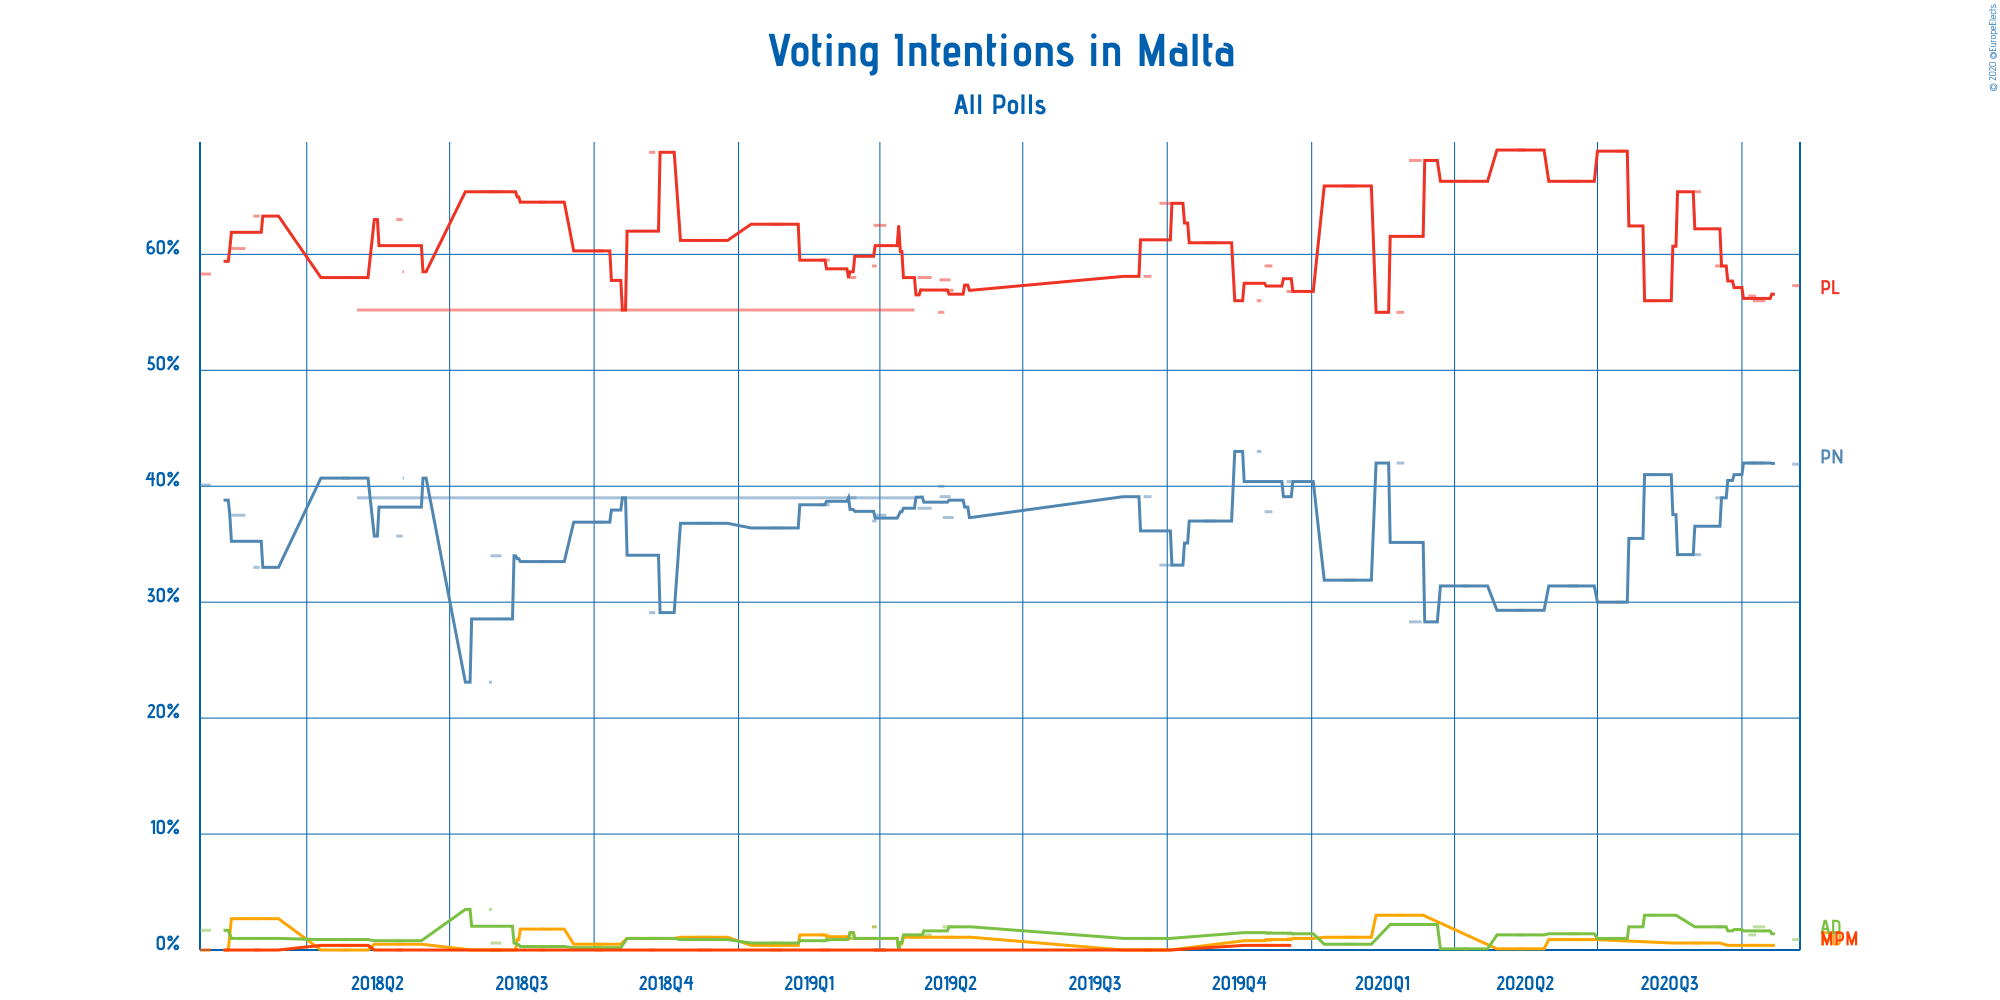 Voting Intentions in Malta
All Polls
© 2020 @EuropeElects
60%
50%
40%
30%
20%
10%
0%
PL
PN
AD
MPM
2018Q2
2018Q3
2018Q4
2019Q1
2019Q2
2019Q3
2019Q4
2020Q1
2020Q2
2020Q3